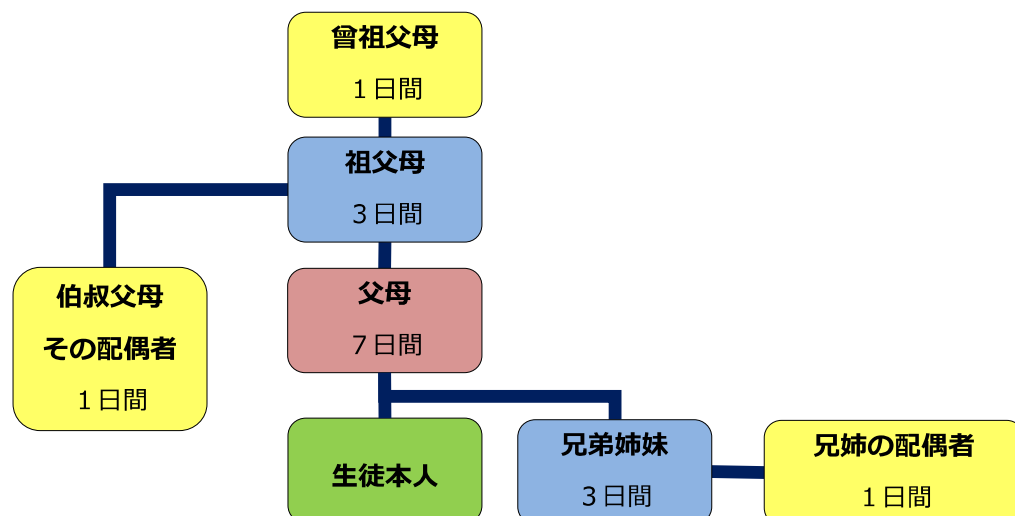 曾祖父母
１日間
祖父母
３日間
伯叔父母
その配偶者
１日間
父母
７日間
生徒本人
兄弟姉妹
３日間
兄姉の配偶者
１日間